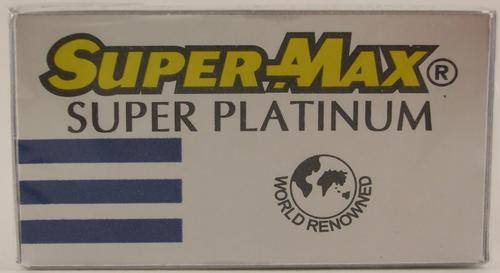 SUPER-MAX®
SUPER PLATINUM
WORLD RENOWNED